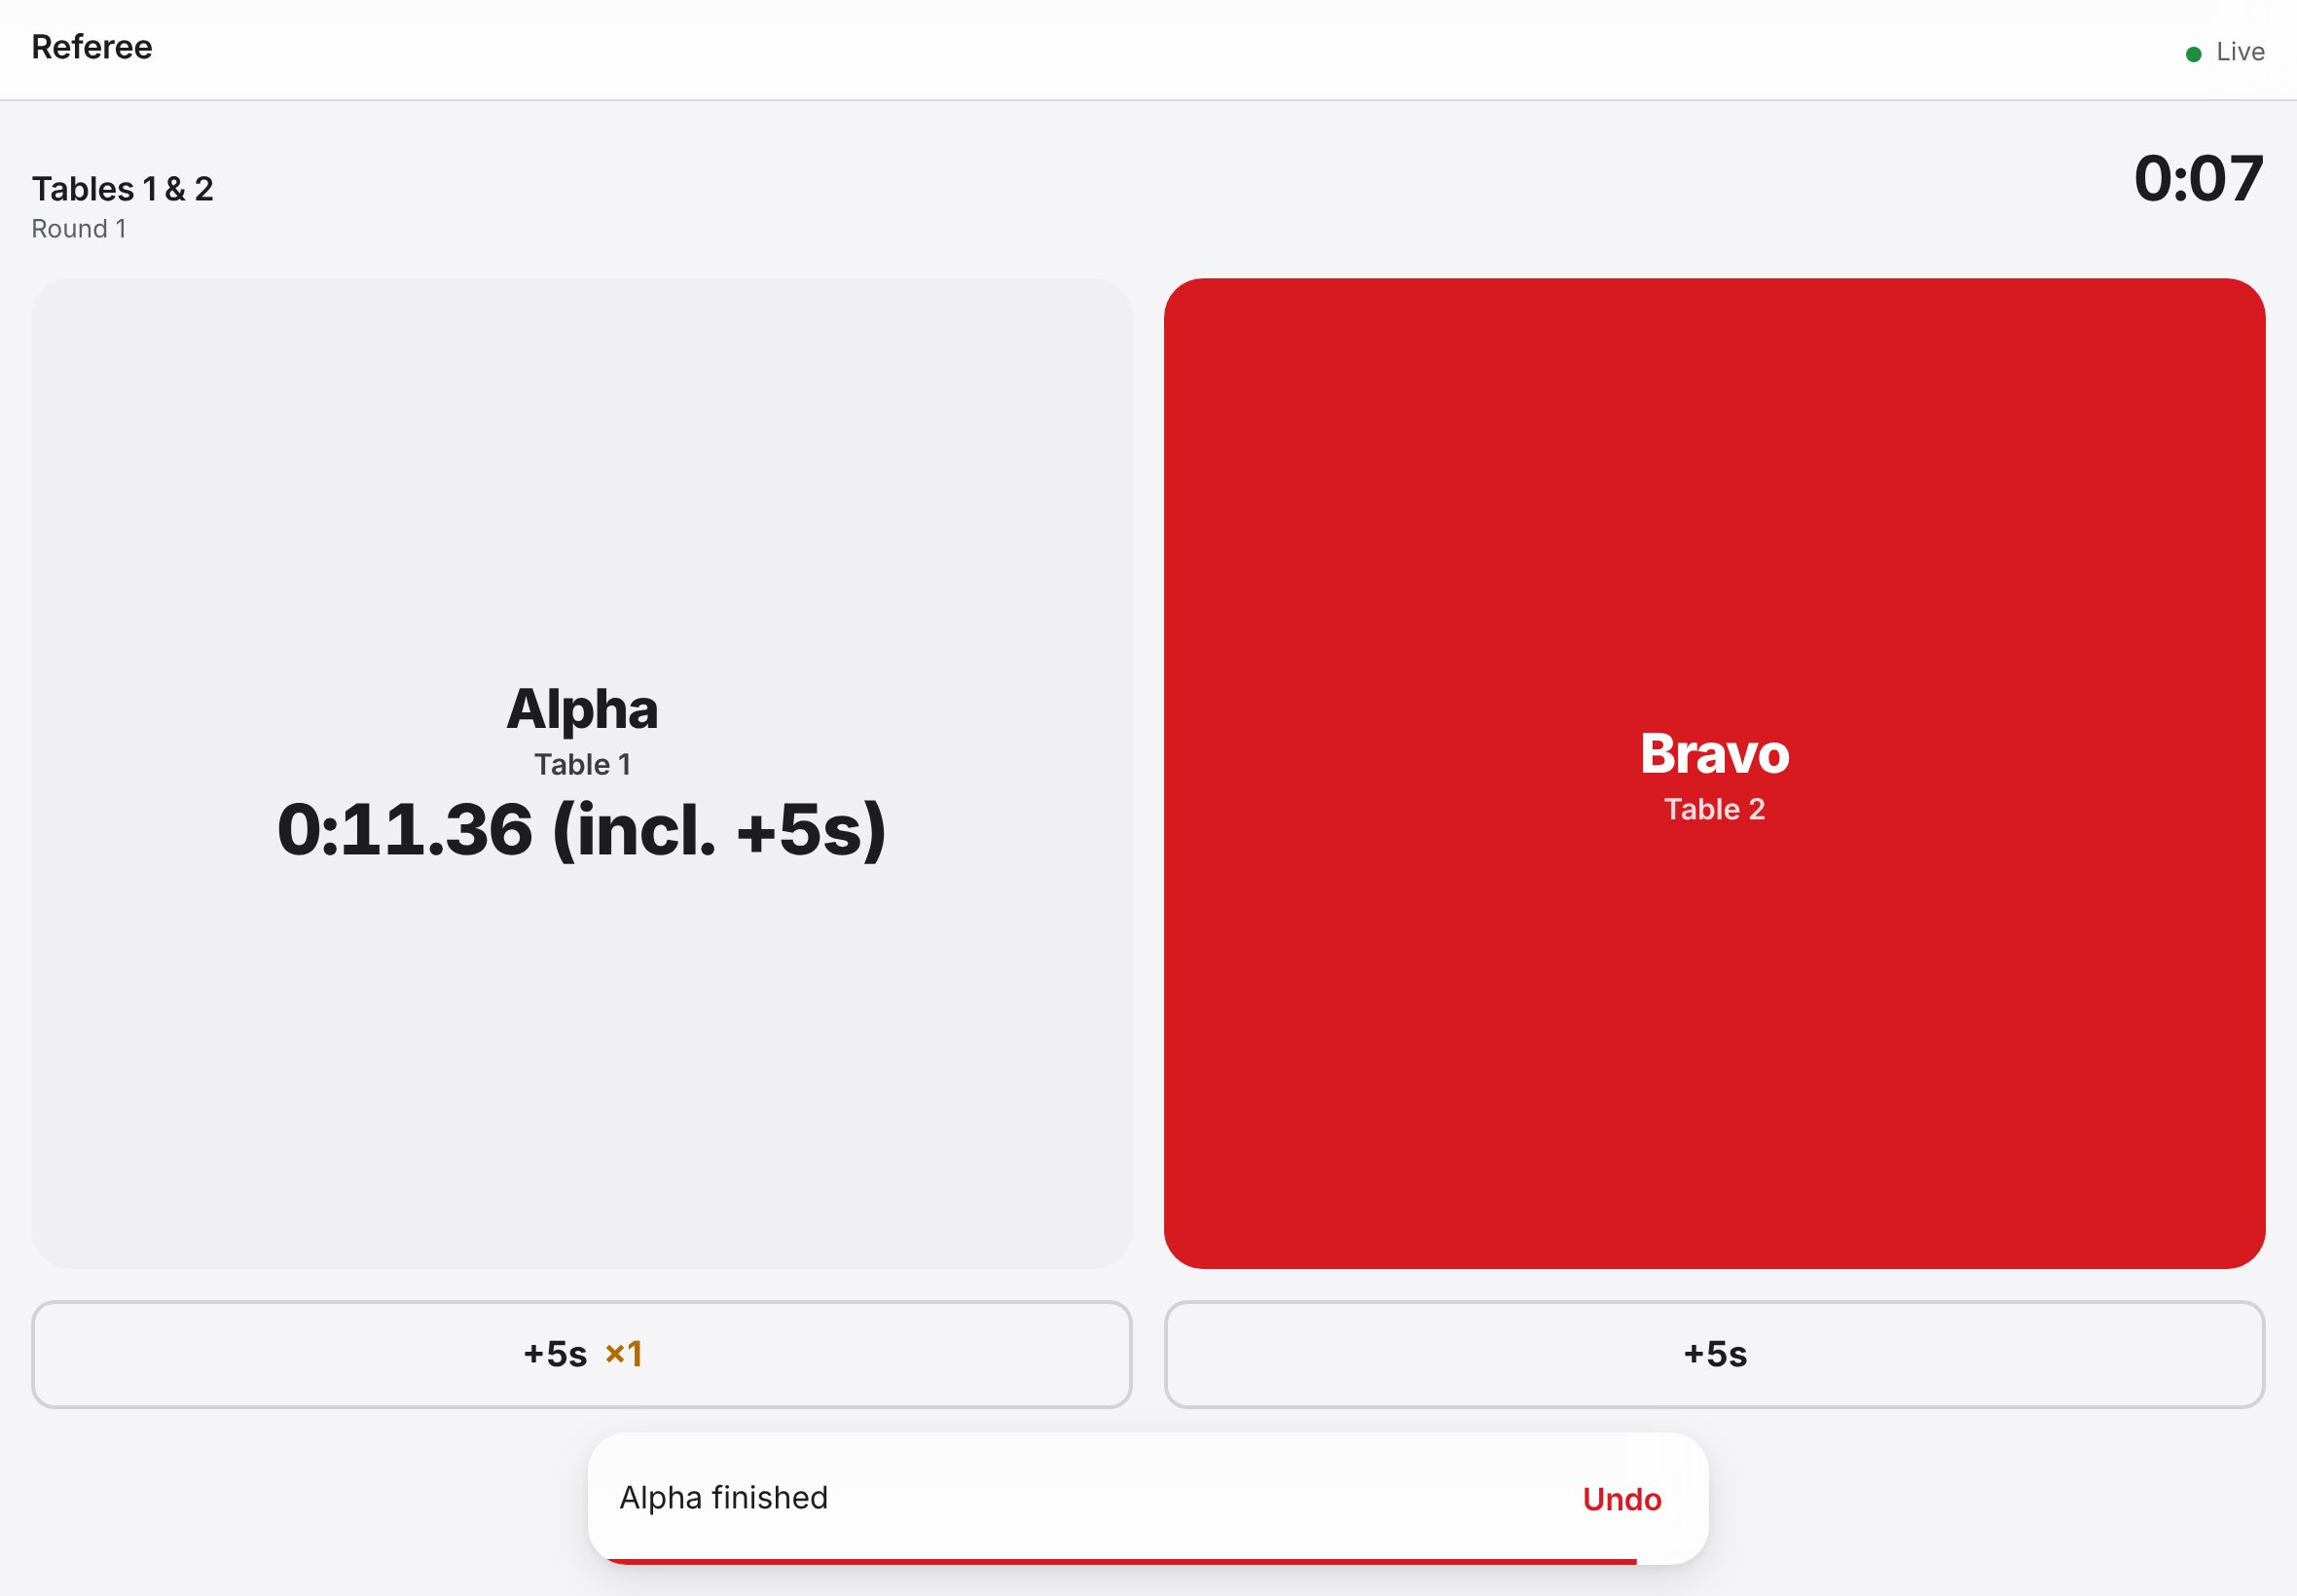 Referee
Live
Tables 1 & 2
0:07
Round 1
Alpha
Table 1
0:11.36 (incl. +5s)
Bravo
Table 2
+5s ×1
+5s
Alpha finished
Undo